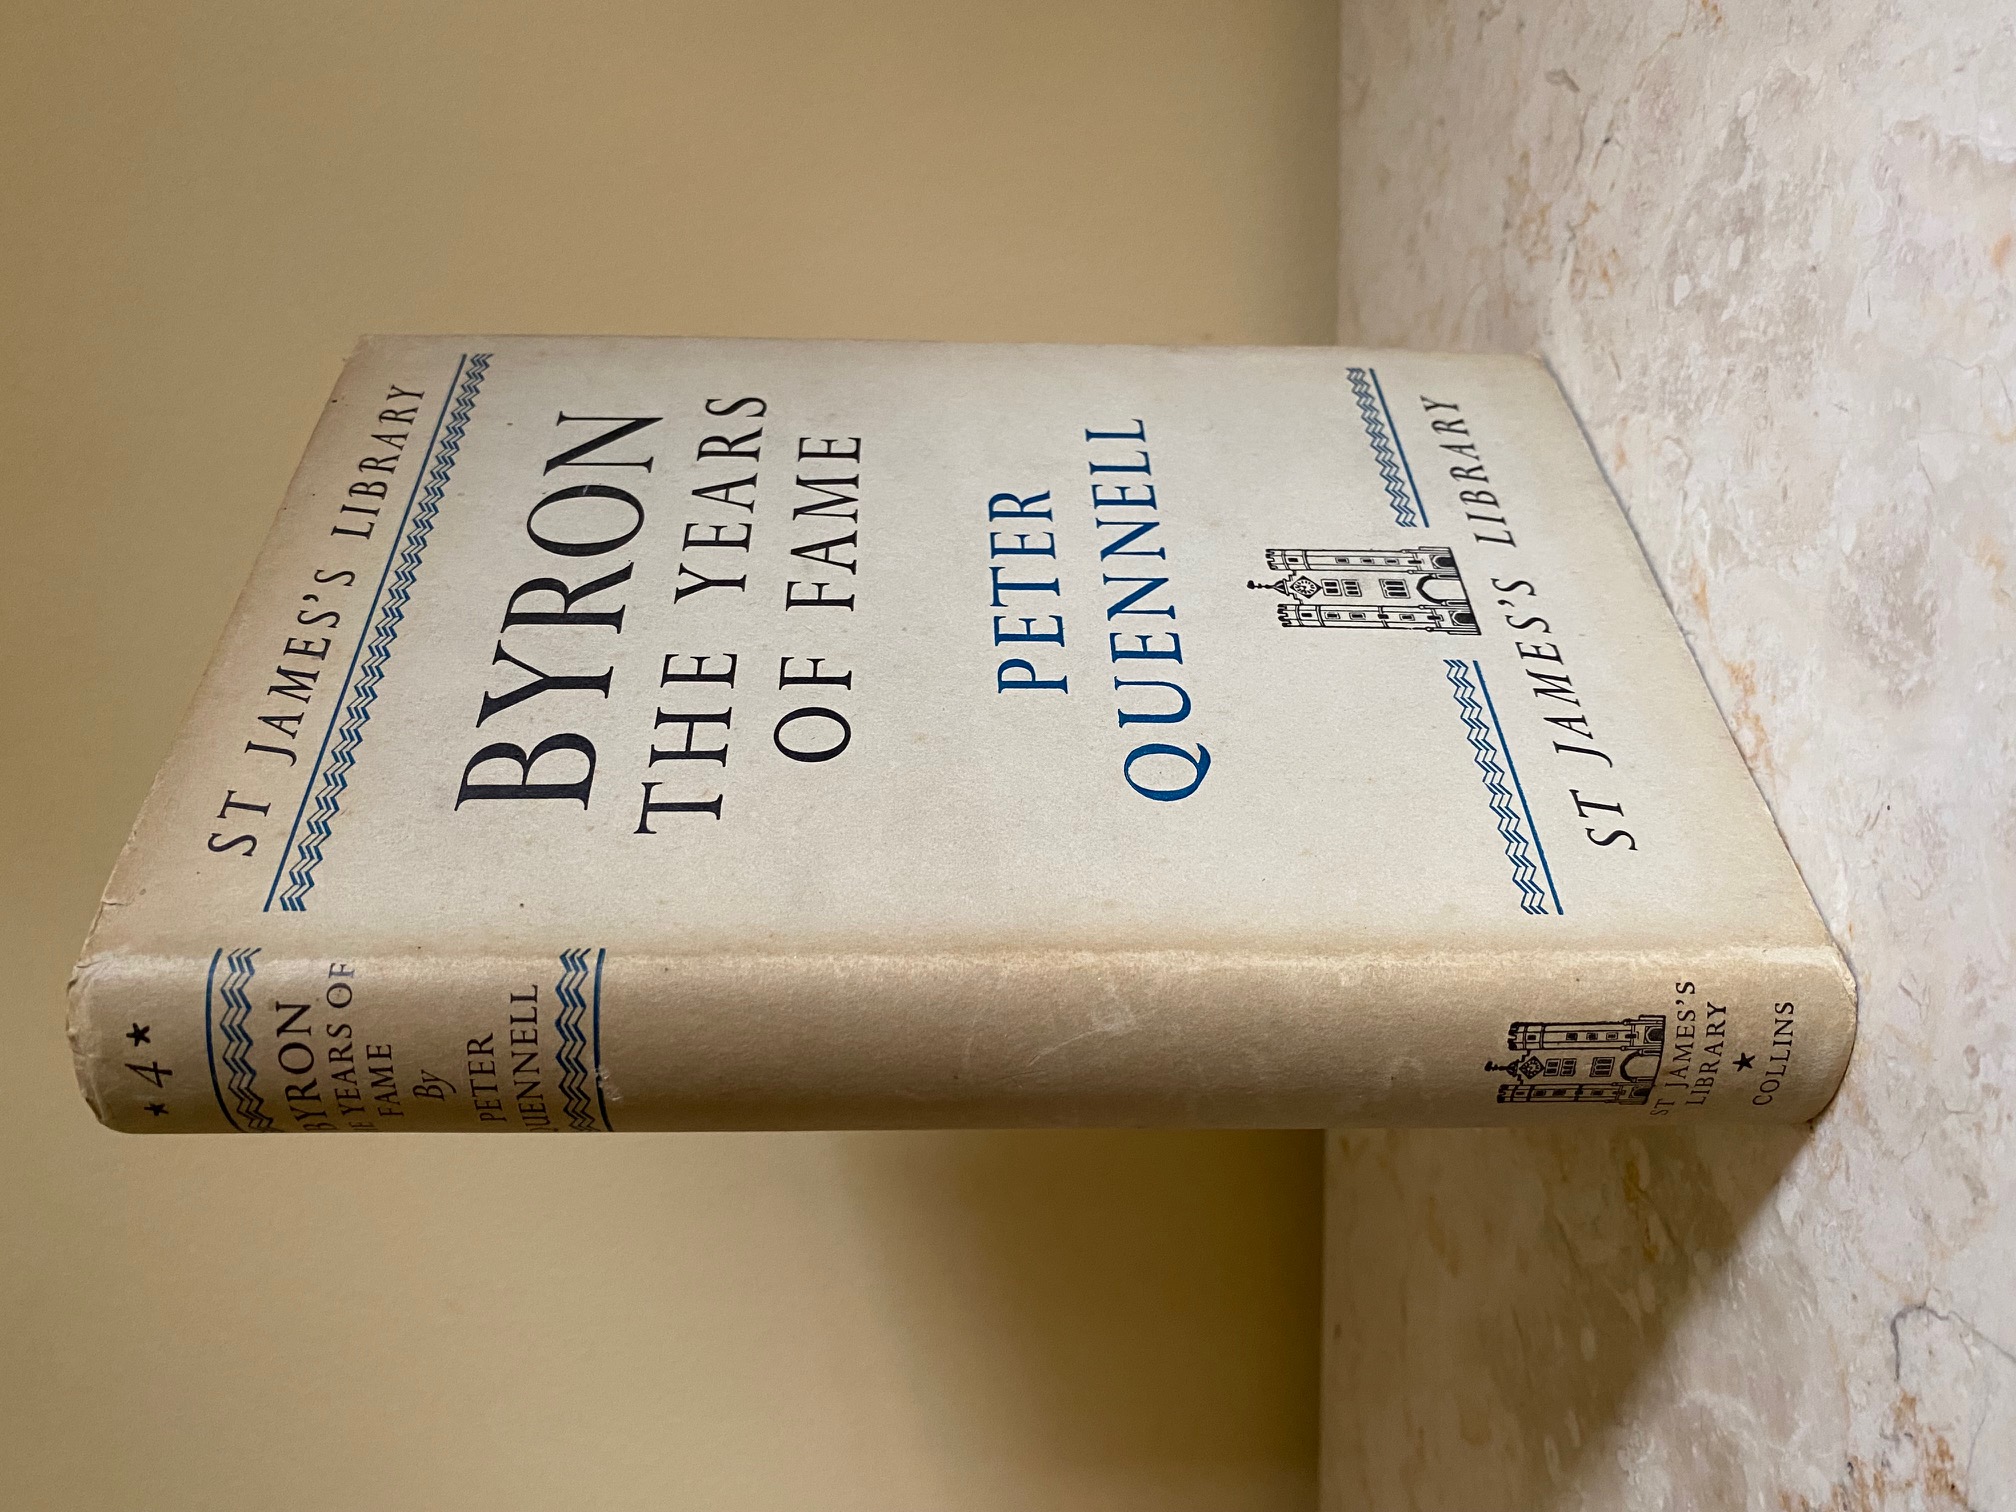 ST JAMES'S LIBRARY
BYRON
THE YEARS
OF FAME
PETER
QUENNELL
ST JAMES'S LIBRARY
★ 4 ★
BYRON
YEARS OF
FAME
By
PETER
QUENNELL
ST JAMES'S
LIBRARY
★
COLLINS